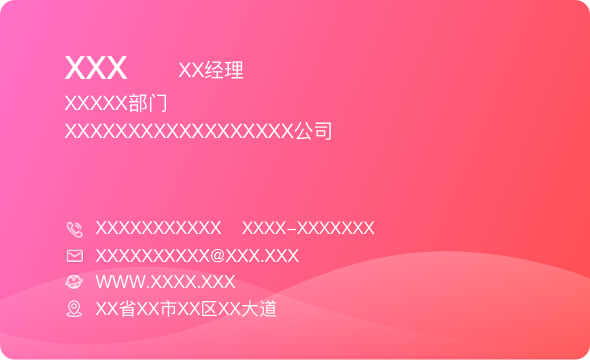 XXX XX经理
XXXXX部门
XXXXXXXXXXXXXXXXXX公司
XXXXXXXXXXX XXXX-XXXXXXX
XXXXXXXXXX@XXX.XXX
WWW.XXXX.XXX
XX省XX市XX区XX大道